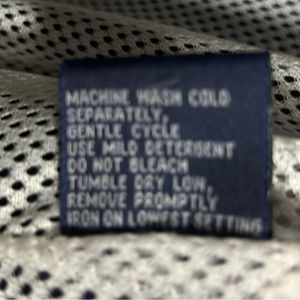 MACHINE WASH COLD
SEPARATELY,
GENTLE CYCLE
USE MILD DETERGENT
DO NOT BLEACH
TUMBLE DRY LOW,
REMOVE PROMPTLY
IRON ON LOWEST SETTING